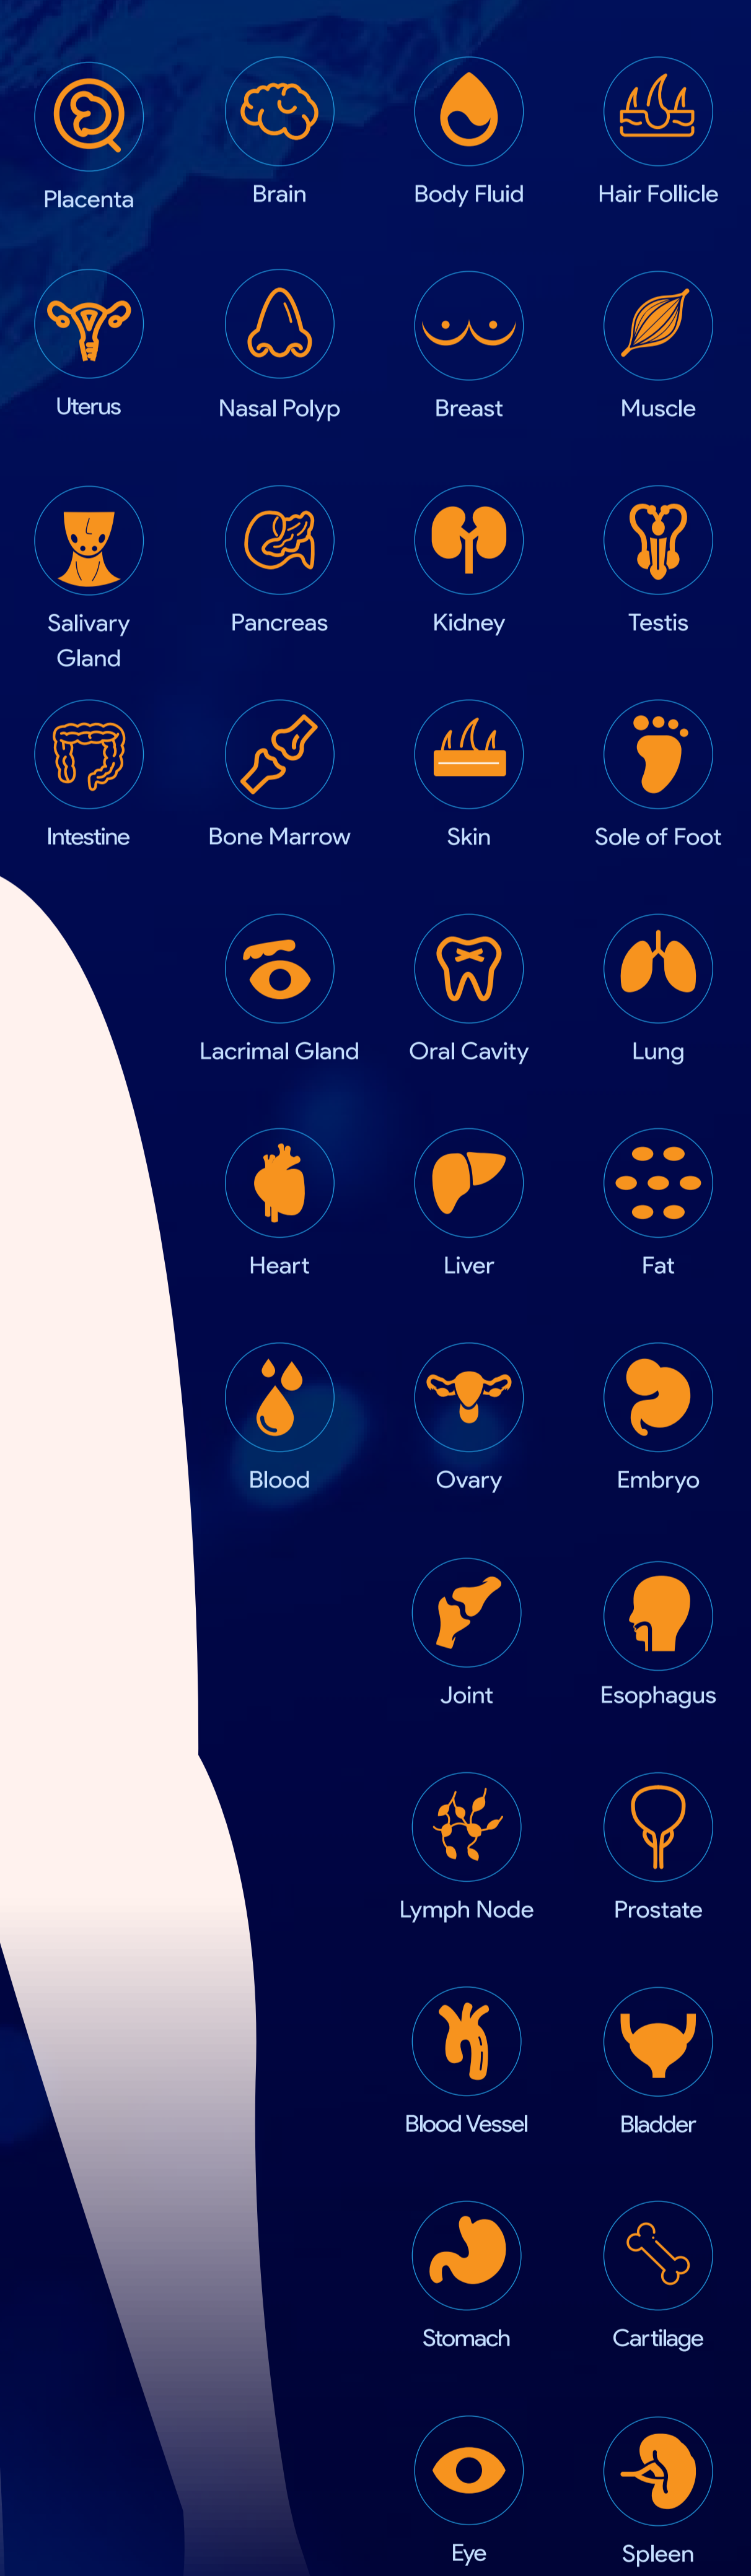 Placenta
Brain
Body Fluid
Hair Follicle
Uterus
Nasal Polyp
Breast
Muscle
Salivary
Gland
Pancreas
Kidney
Testis
Intestine
Bone Marrow
Skin
Sole of Foot
Lacrimal Gland
Oral Cavity
Lung
Heart
Liver
Fat
Blood
Ovary
Embryo
Joint
Esophagus
Lymph Node
Prostate
Blood Vessel
Bladder
Stomach
Cartilage
Eye
Spleen